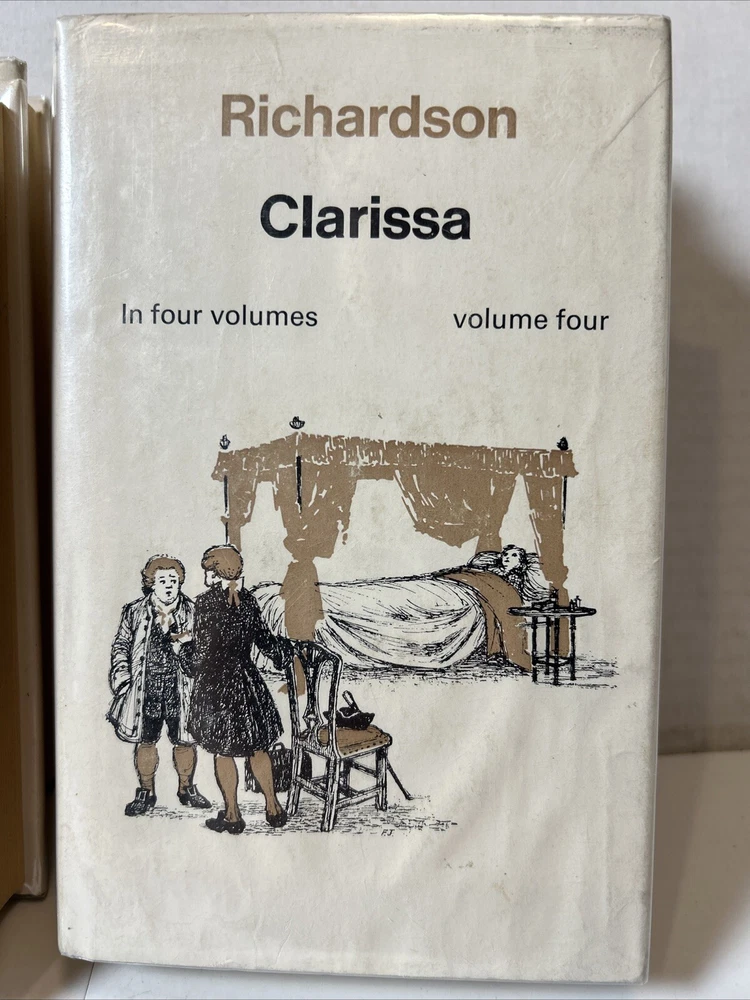 Richardson
Clarissa
In four volumes volume four
F.J.